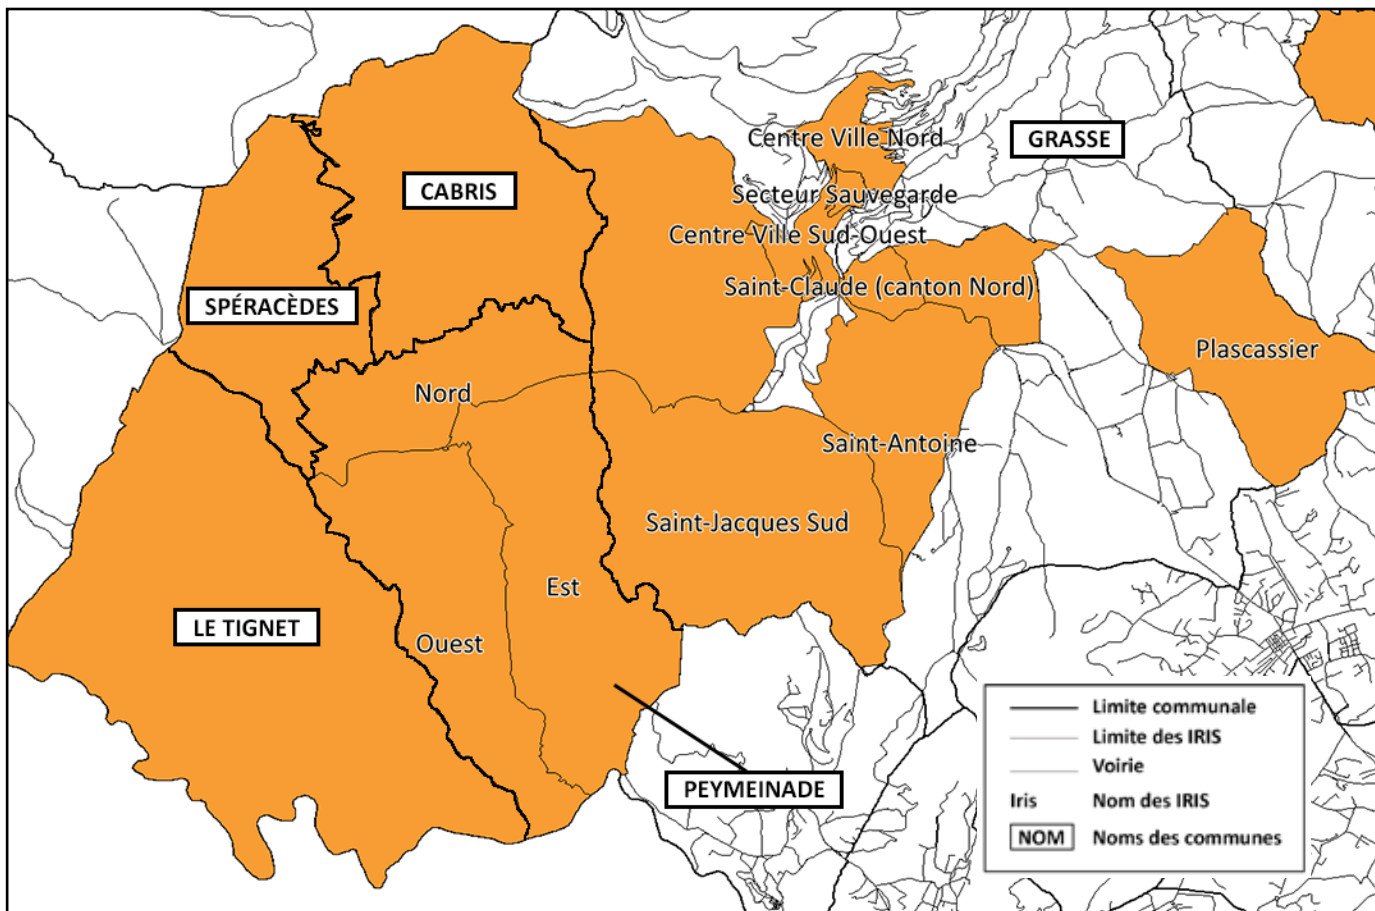 Centre Ville Nord
GRASSE
CABRIS
Secteur Sauvegarde
Centre Ville Sud-Ouest
Saint-Claude (canton Nord)
SPÉRACÈDES
Plascassier
Nord
Saint-Antoine
Saint-Jacques Sud
Est
LE TIGNET
Ouest
PEYMEINADE
Limite communale
Limite des IRIS
Voirie
Iris Nom des IRIS
NOM Noms des communes